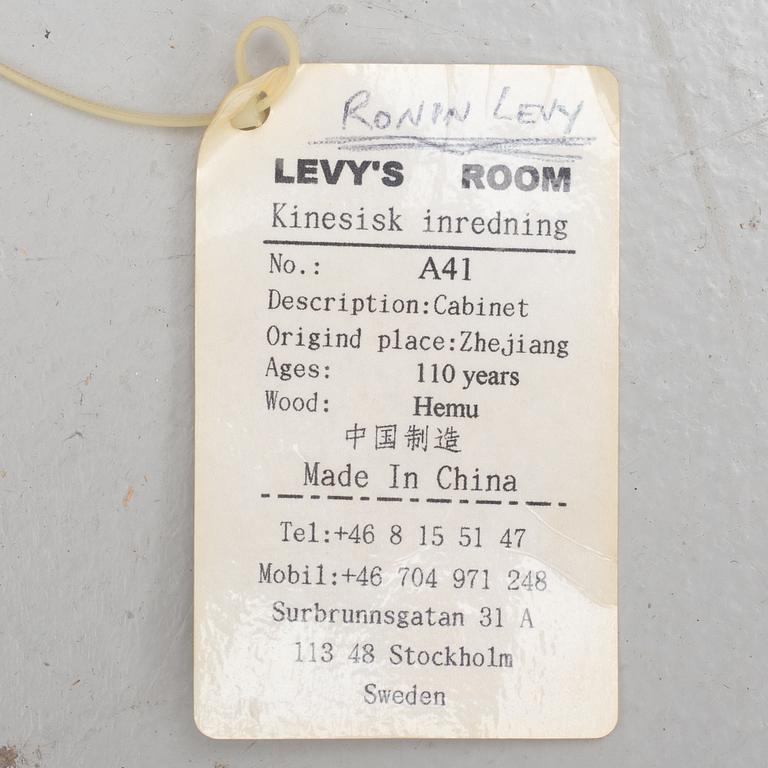 RONIN LEVY
LEVY'S ROOM
Kinesisk inredning
No.: A41
Description:Cabinet
Origind place:Zhejiang
Ages: 110 years
Wood: Hemu
中国制造
Made In China
Tel:+46 8 15 51 47
Mobil:+46 704 971 248
Surbrunnsgatan 31 A
113 48 Stockholm
Sweden